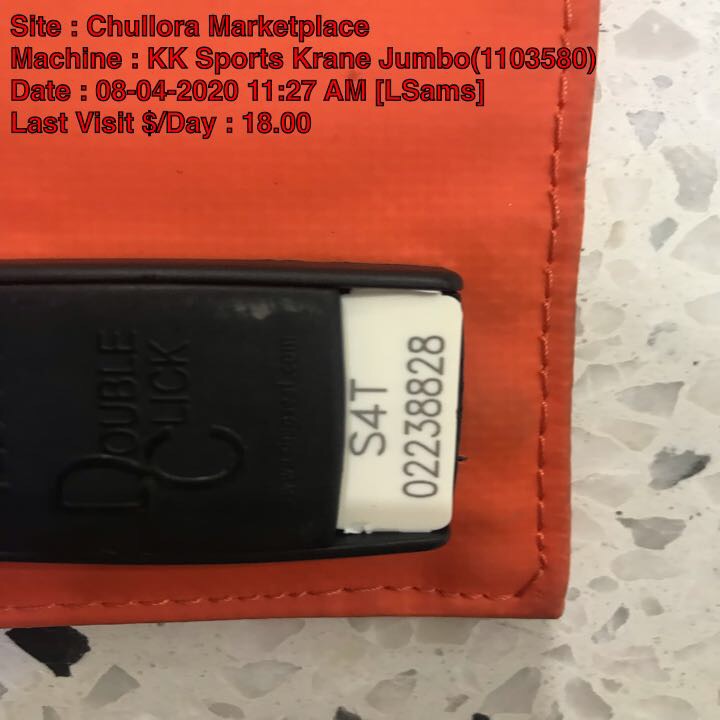 Site : Chullora Marketplace
Machine : KK Sports Krane Jumbo(1103580)
Date : 08-04-2020 11:27 AM [LSams]
Last Visit $/Day : 18.00
DOUBLE
CLICK
S4T
02238828